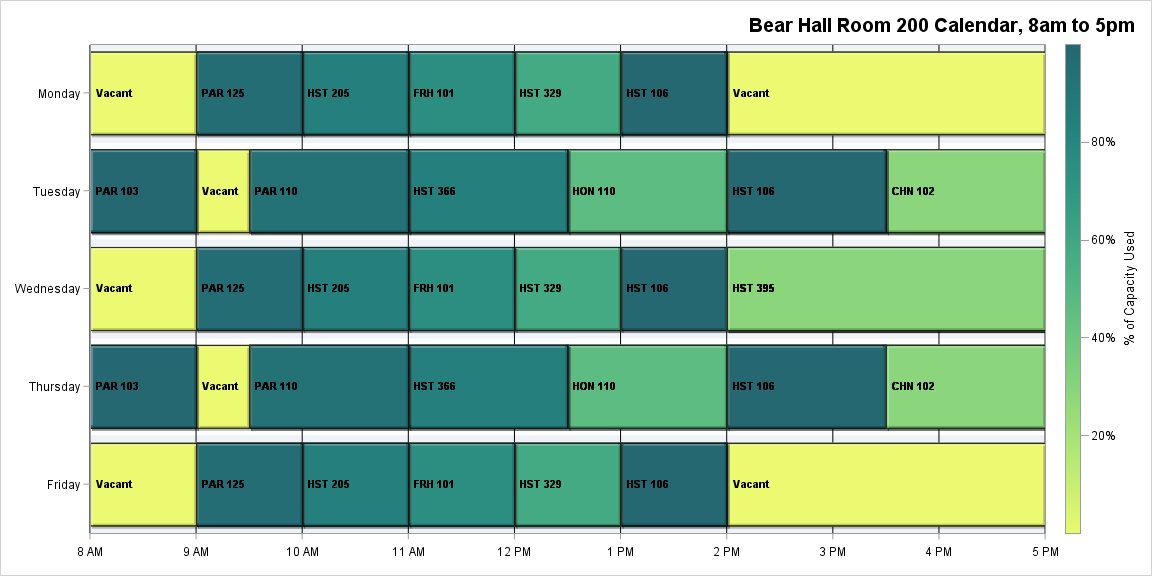 Bear Hall Room 200 Calendar, 8am to 5pm
Monday
Vacant
PAR 125
HST 205
FRH 101
HST 329
HST 106
Vacant
Tuesday
PAR 103
Vacant
PAR 110
HST 366
HON 110
HST 106
CHN 102
Wednesday
Vacant
PAR 125
HST 205
FRH 101
HST 329
HST 106
HST 395
Thursday
PAR 103
Vacant
PAR 110
HST 366
HON 110
HST 106
CHN 102
Friday
Vacant
PAR 125
HST 205
FRH 101
HST 329
HST 106
Vacant
8 AM
9 AM
10 AM
11 AM
12 PM
1 PM
2 PM
3 PM
4 PM
5 PM
80%
60%
40%
20%
% of Capacity Used